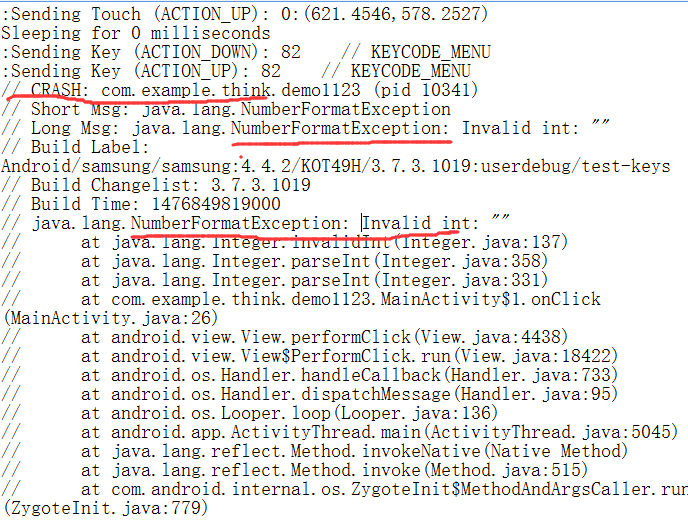 :Sending Touch (ACTION_UP): 0:(621.4546,578.2527)
Sleeping for 0 milliseconds
:Sending Key (ACTION_DOWN): 82    // KEYCODE_MENU
:Sending Key (ACTION_UP): 82    // KEYCODE_MENU
// CRASH: com.example.think.demo1123 (pid 10341)
// Short Msg: java.lang.NumberFormatException
// Long Msg: java.lang.NumberFormatException: Invalid int: ""
// Build Label:
Android/samsung/samsung:4.4.2/KOT49H/3.7.3.1019:userdebug/test-keys
// Build Changelist: 3.7.3.1019
// Build Time: 1476849819000
// java.lang.NumberFormatException: Invalid int: ""
//      at java.lang.Integer.invalidInt(Integer.java:137)
//      at java.lang.Integer.parseInt(Integer.java:358)
//      at java.lang.Integer.parseInt(Integer.java:331)
//      at com.example.think.demo1123.MainActivity$1.onClick
(MainActivity.java:26)
//      at android.view.View.performClick(View.java:4438)
//      at android.view.View$PerformClick.run(View.java:18422)
//      at android.os.Handler.handleCallback(Handler.java:733)
//      at android.os.Handler.dispatchMessage(Handler.java:95)
//      at android.os.Looper.loop(Looper.java:136)
//      at android.app.ActivityThread.main(ActivityThread.java:5045)
//      at java.lang.reflect.Method.invokeNative(Native Method)
//      at java.lang.reflect.Method.invoke(Method.java:515)
//      at com.android.internal.os.ZygoteInit$MethodAndArgsCaller.run
(ZygoteInit.java:779)